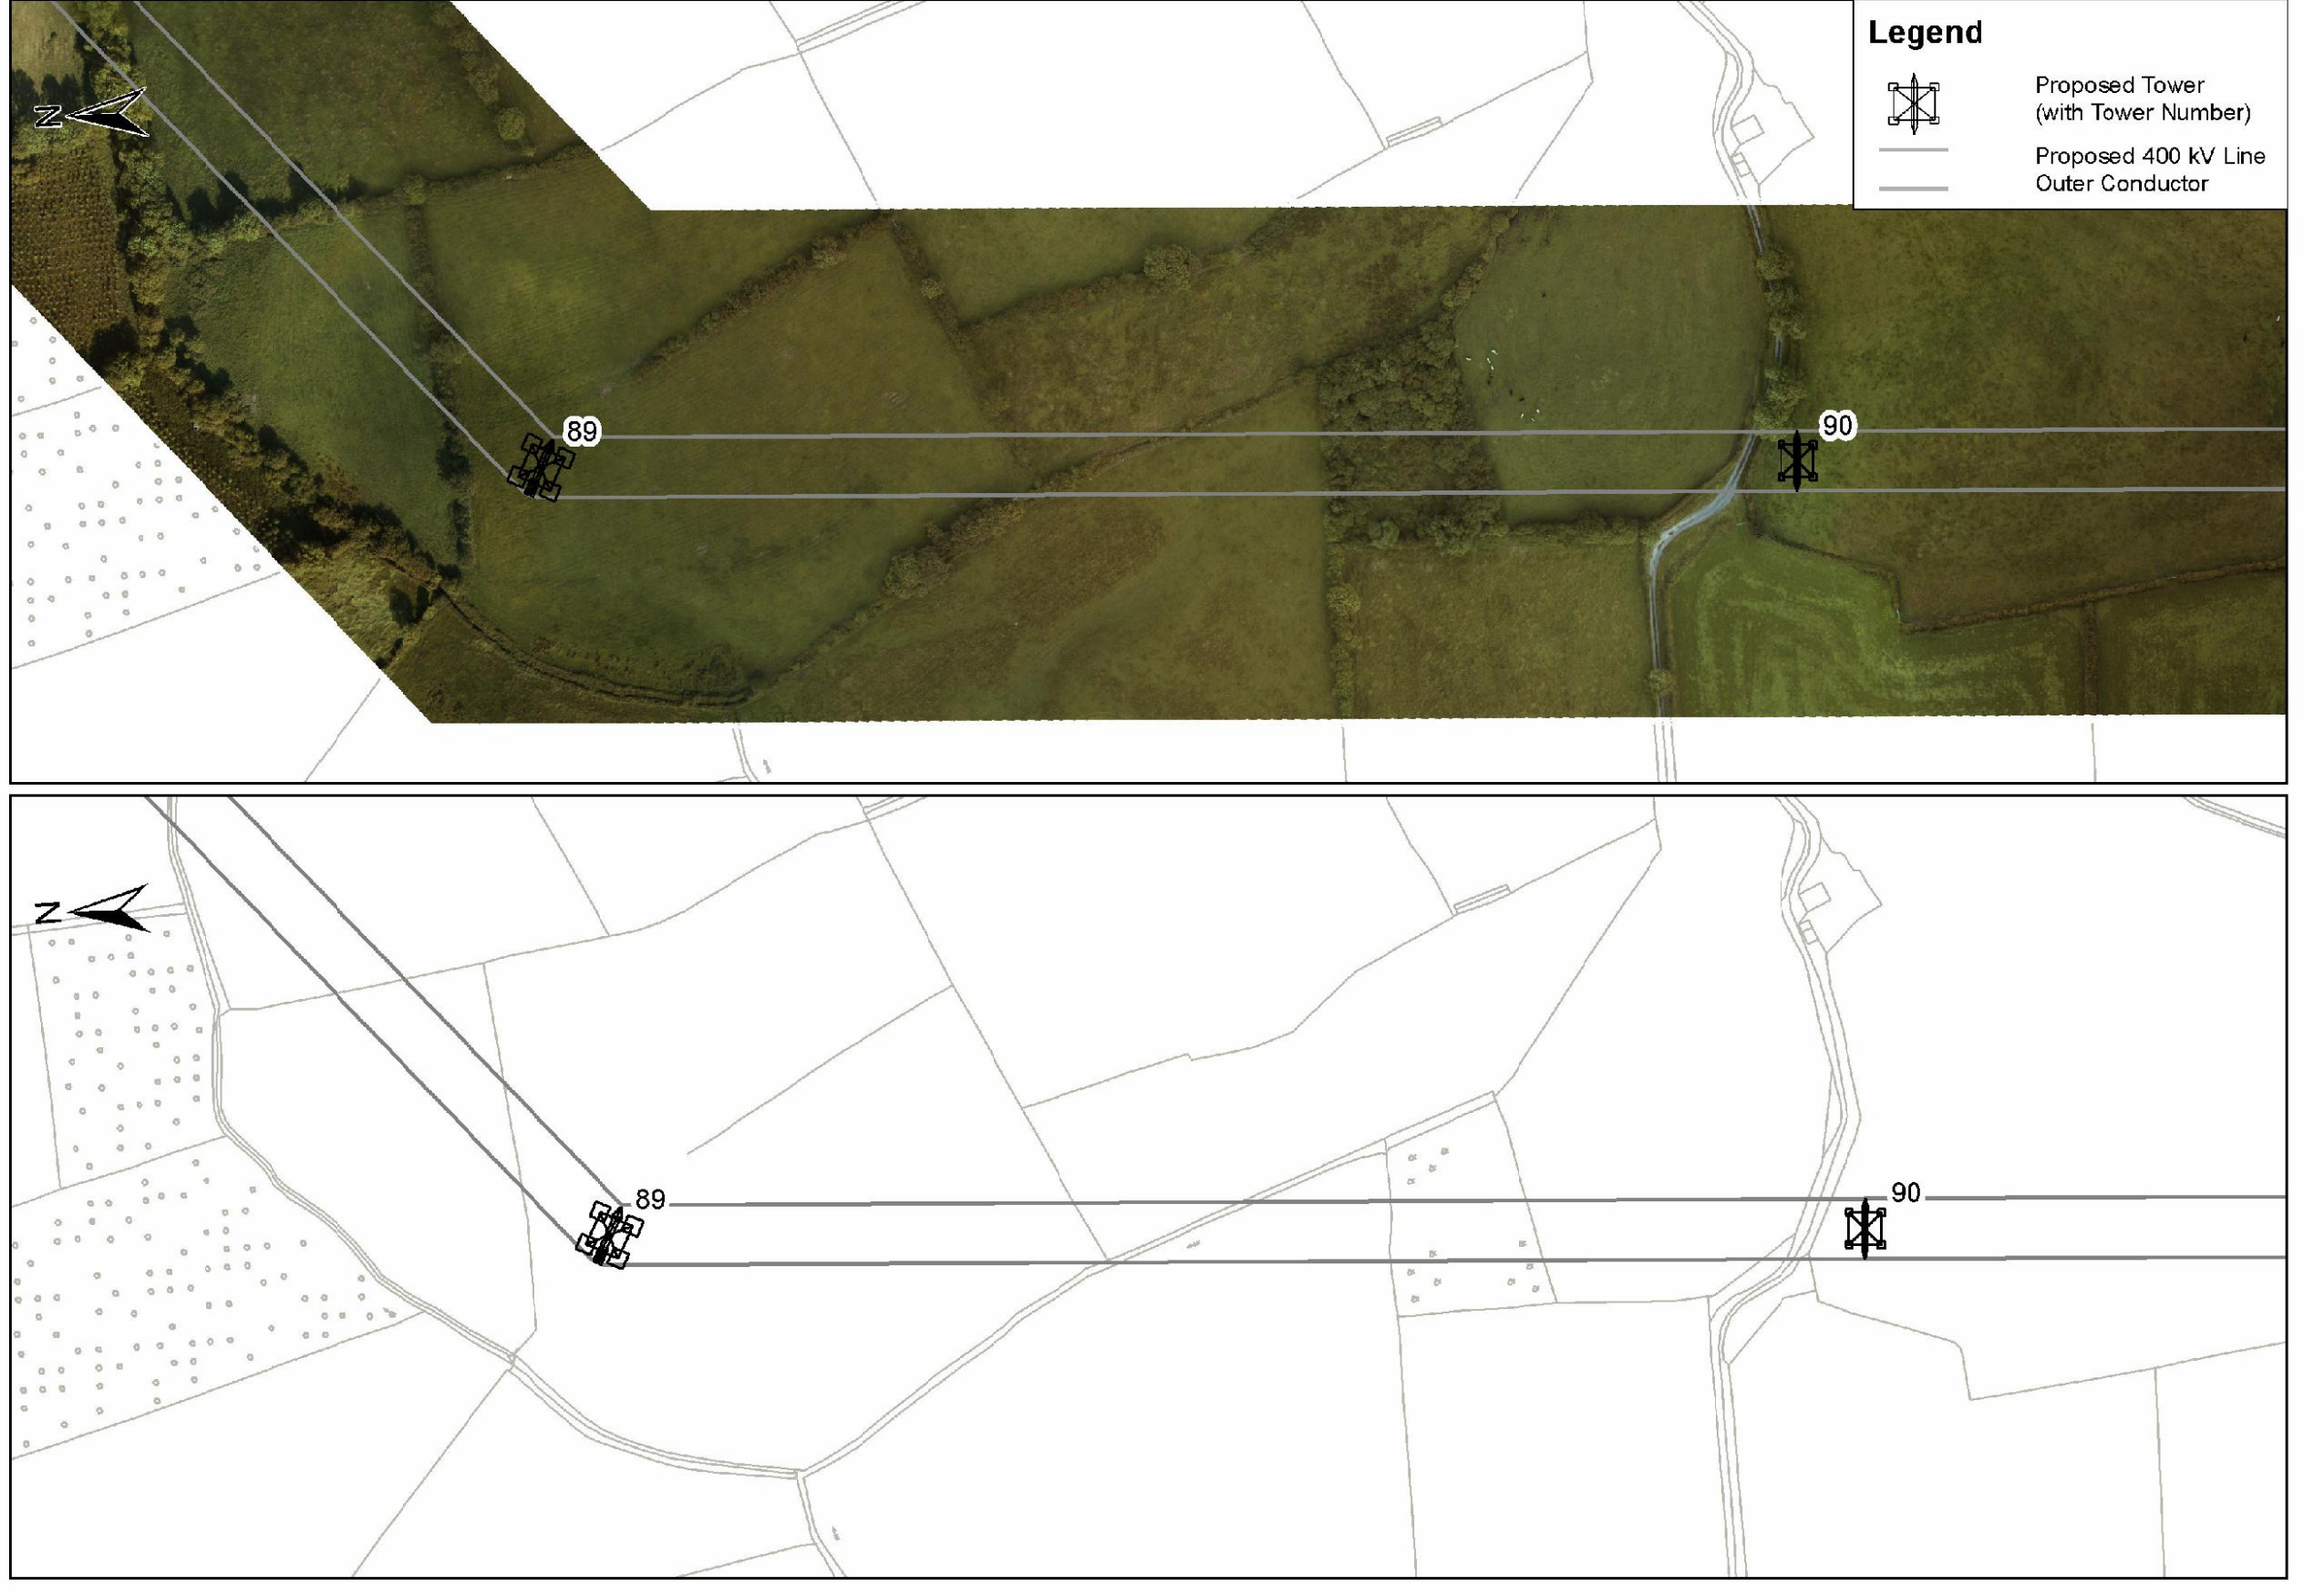 Legend
Proposed Tower
(with Tower Number)
Proposed 400 kV Line
Outer Conductor
N
89
90
N
89
90